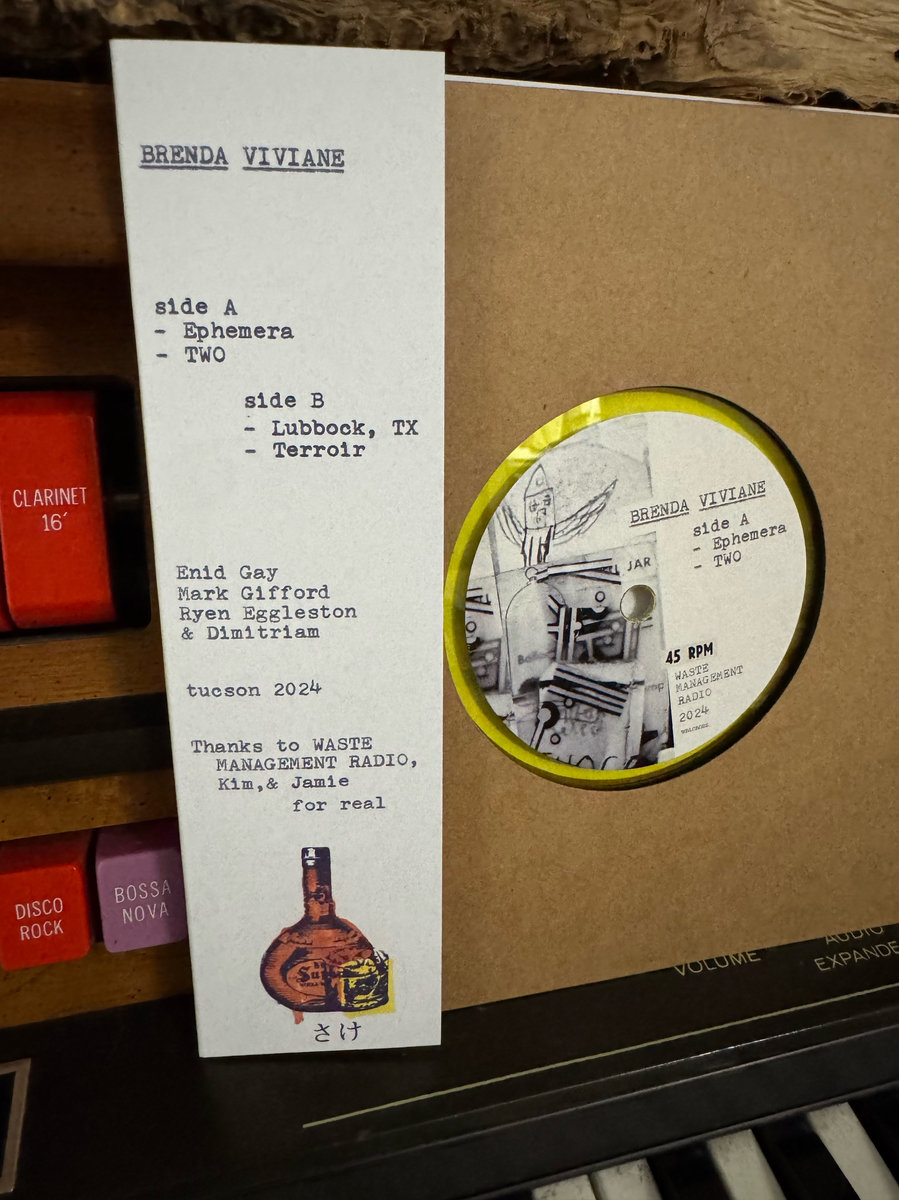 BRENDA VIVIANE
side A
- Ephemera
- TWO
side B
- Lubbock, TX
- Terroir
Enid Gay
Mark Gifford
Ryen Eggleston
& Dimitriam
tucson 2024
Thanks to WASTE
MANAGEMENT RADIO,
Kim,& Jamie
for real
さけ
BRENDA VIVIANE
side A
- Ephemera
- TWO
JAR
45 RPM
WASTE
MANAGEMENT
RADIO
2024
CLARINET
16'
DISCO
ROCK
BOSSA
NOVA
VOLUME
AUDIO
EXPANDE